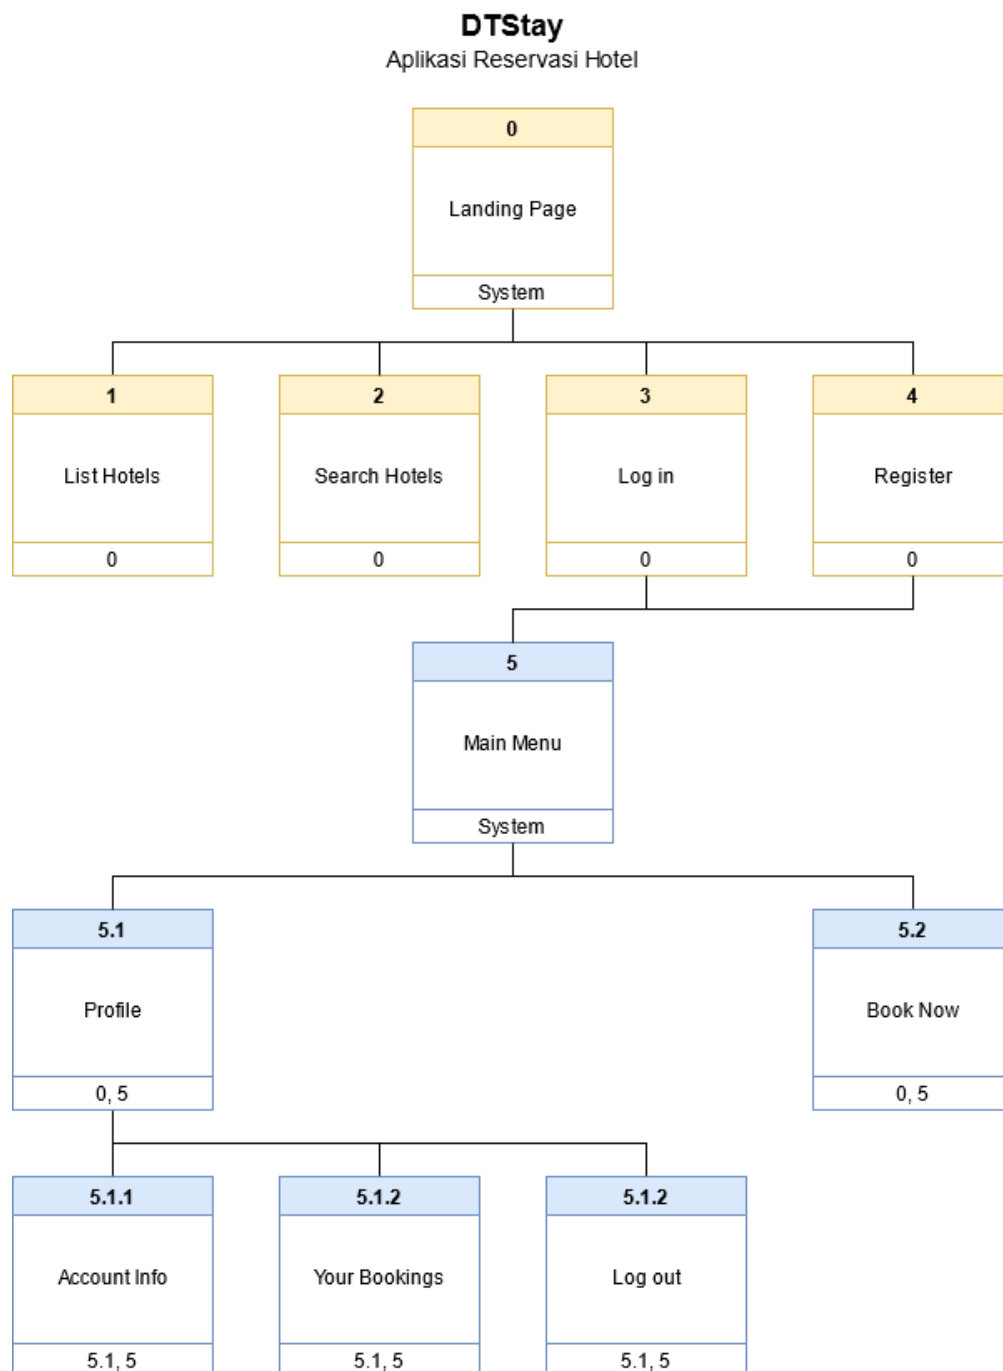 DTStay
Aplikasi Reservasi Hotel
0
Landing Page
System
1
List Hotels
0
2
Search Hotels
0
3
Log in
0
4
Register
0
5
Main Menu
System
5.1
Profile
0, 5
5.2
Book Now
0, 5
5.1.1
Account Info
5.1, 5
5.1.2
Your Bookings
5.1, 5
5.1.2
Log out
5.1, 5